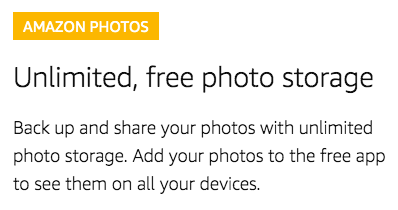 AMAZON PHOTOS
Unlimited, free photo storage
Back up and share your photos with unlimited
photo storage. Add your photos to the free app
to see them on all your devices.